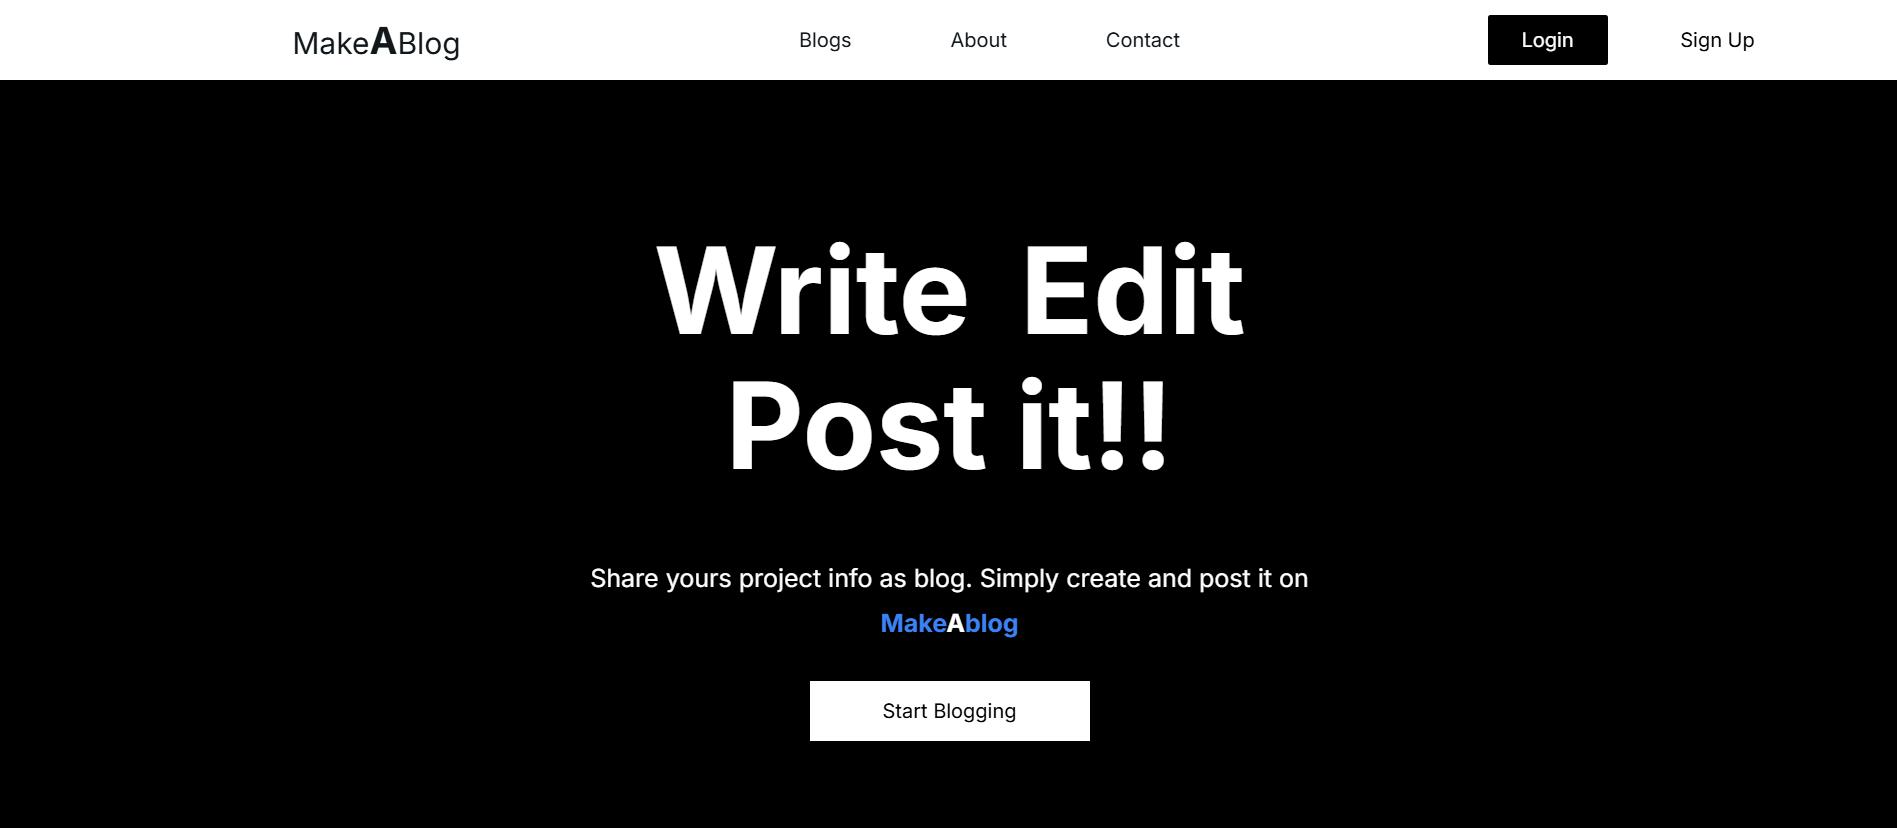 MakeABlog Blogs About Contact Login Sign Up
Write Edit
Post it!!
Share yours project info as blog. Simply create and post it on
MakeAblog
Start Blogging